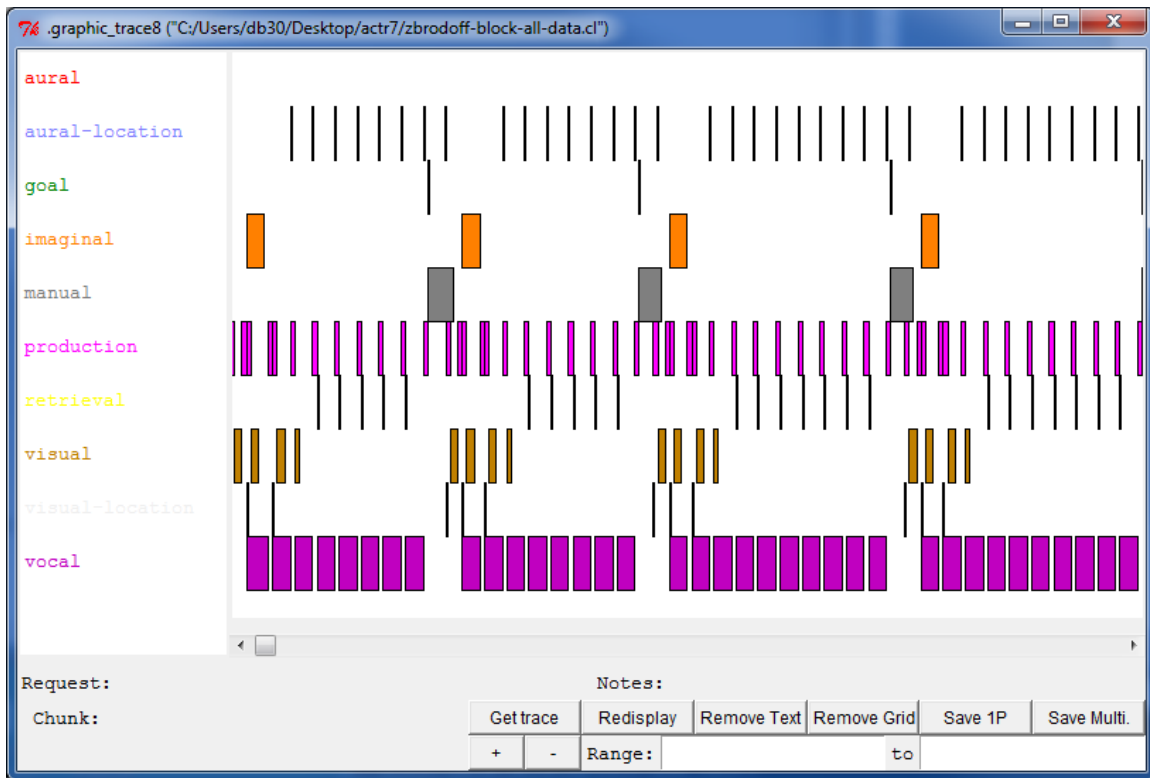 .graphic_trace8 ("C:/Users/db30/Desktop/actr7/zbrodoff-block-all-data.cl")
aural
aural-location
goal
imaginal
manual
production
retrieval
visual
visual-location
vocal
Request: Notes:
Chunk: Get trace Redisplay Remove Text Remove Grid Save 1P Save Multi.
+ - Range: to